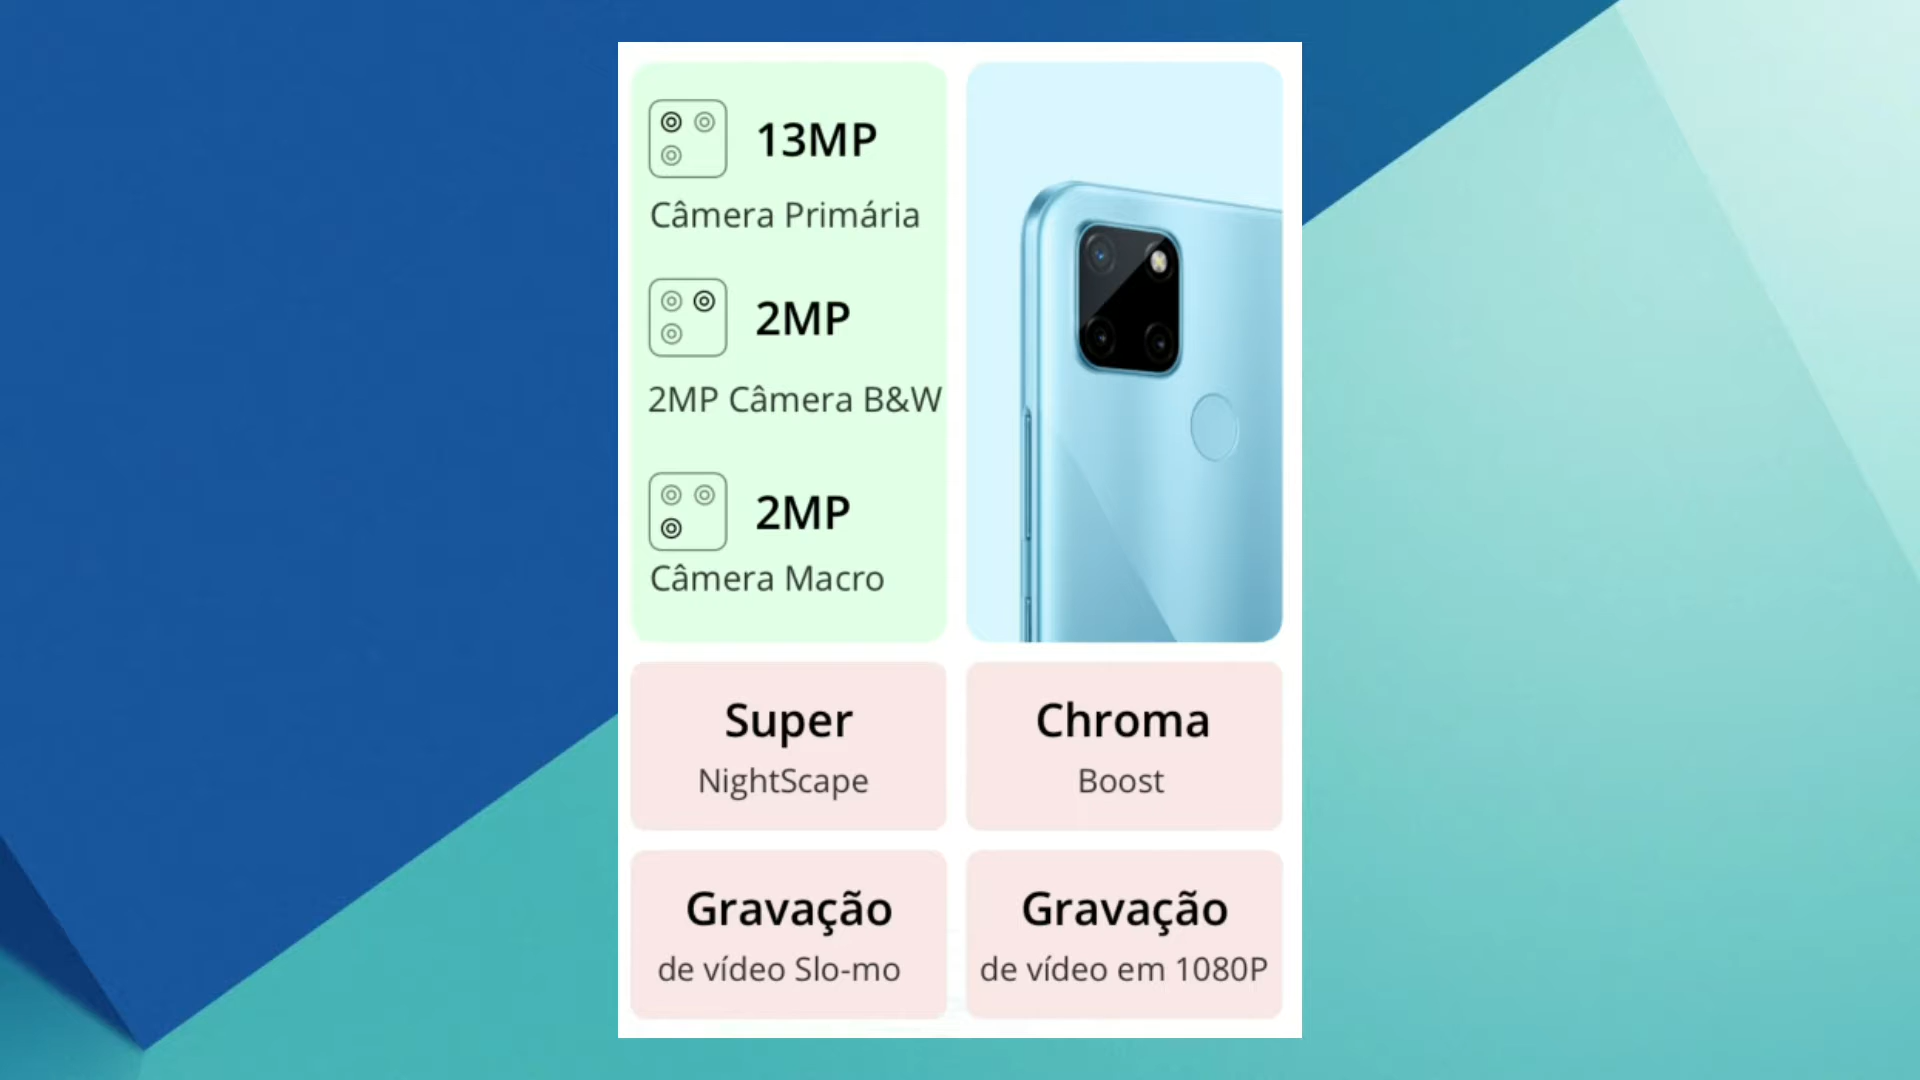 13MP
Câmera Primária
2MP
2MP Câmera B&W
2MP
Câmera Macro
Super
NightScape
Chroma
Boost
Gravação
de vídeo Slo-mo
Gravação
de vídeo em 1080P